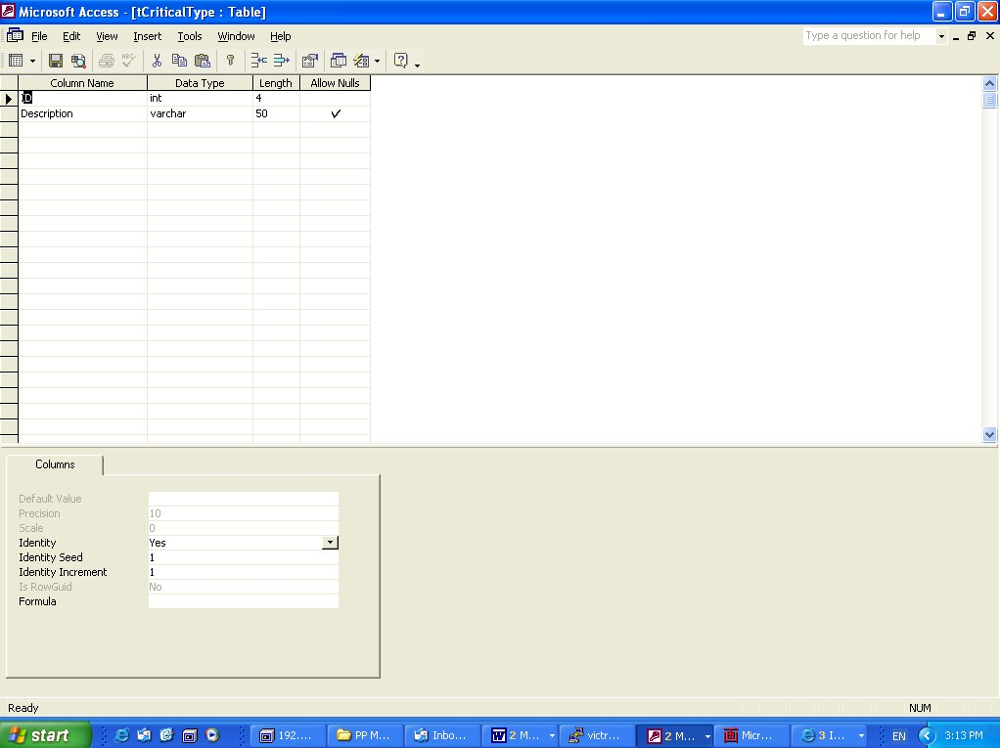 Microsoft Access - [tCriticalType : Table]
File Edit View Insert Tools Window Help Type a question for help
Column Name Data Type Length Allow Nulls
ID int 4
Description varchar 50
Columns
Default Value
Precision 10
Scale 0
Identity Yes
Identity Seed 1
Identity Increment 1
Is RowGuid No
Formula
Ready NUM
start 192.... PP M... Inbo... 2 M... victr... 2 M... Micr... 3 I... EN 3:13 PM